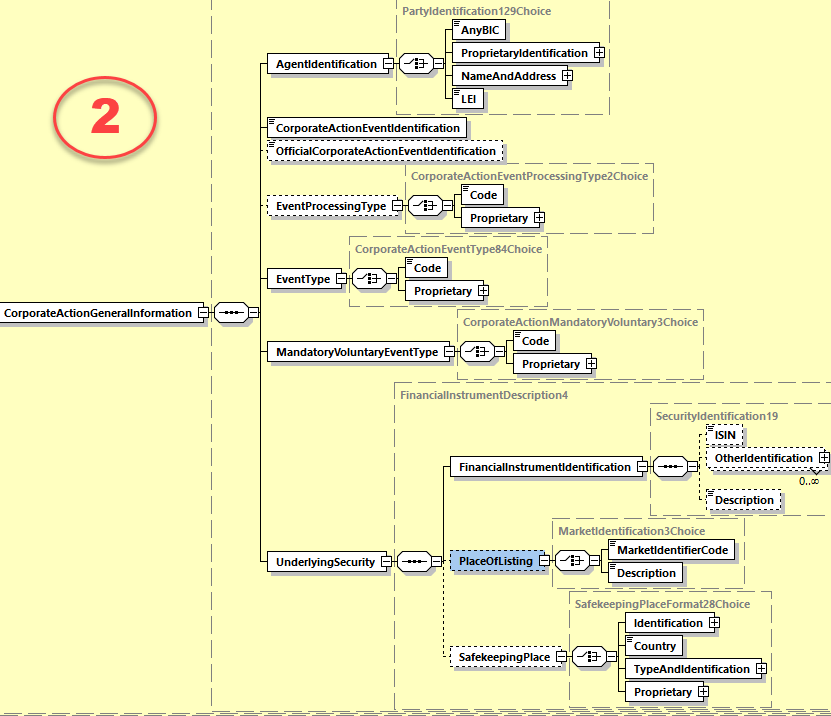 PartyIdentification129Choice
AnyBIC
ProprietaryIdentification
AgentIdentification
NameAndAddress
LEI
2
CorporateActionEventIdentification
OfficialCorporateActionEventIdentification
CorporateActionEventProcessingType2Choice
Code
EventProcessingType
Proprietary
CorporateActionEventType84Choice
Code
EventType
Proprietary
CorporateActionGeneralInformation
CorporateActionMandatoryVoluntary3Choice
Code
MandatoryVoluntaryEventType
Proprietary
FinancialInstrumentDescription4
SecurityIdentification19
ISIN
OtherIdentification
FinancialInstrumentIdentification
0..∞
Description
MarketIdentification3Choice
MarketIdentifierCode
UnderlyingSecurity
PlaceOfListing
Description
SafekeepingPlaceFormat28Choice
Identification
Country
SafekeepingPlace
TypeAndIdentification
Proprietary